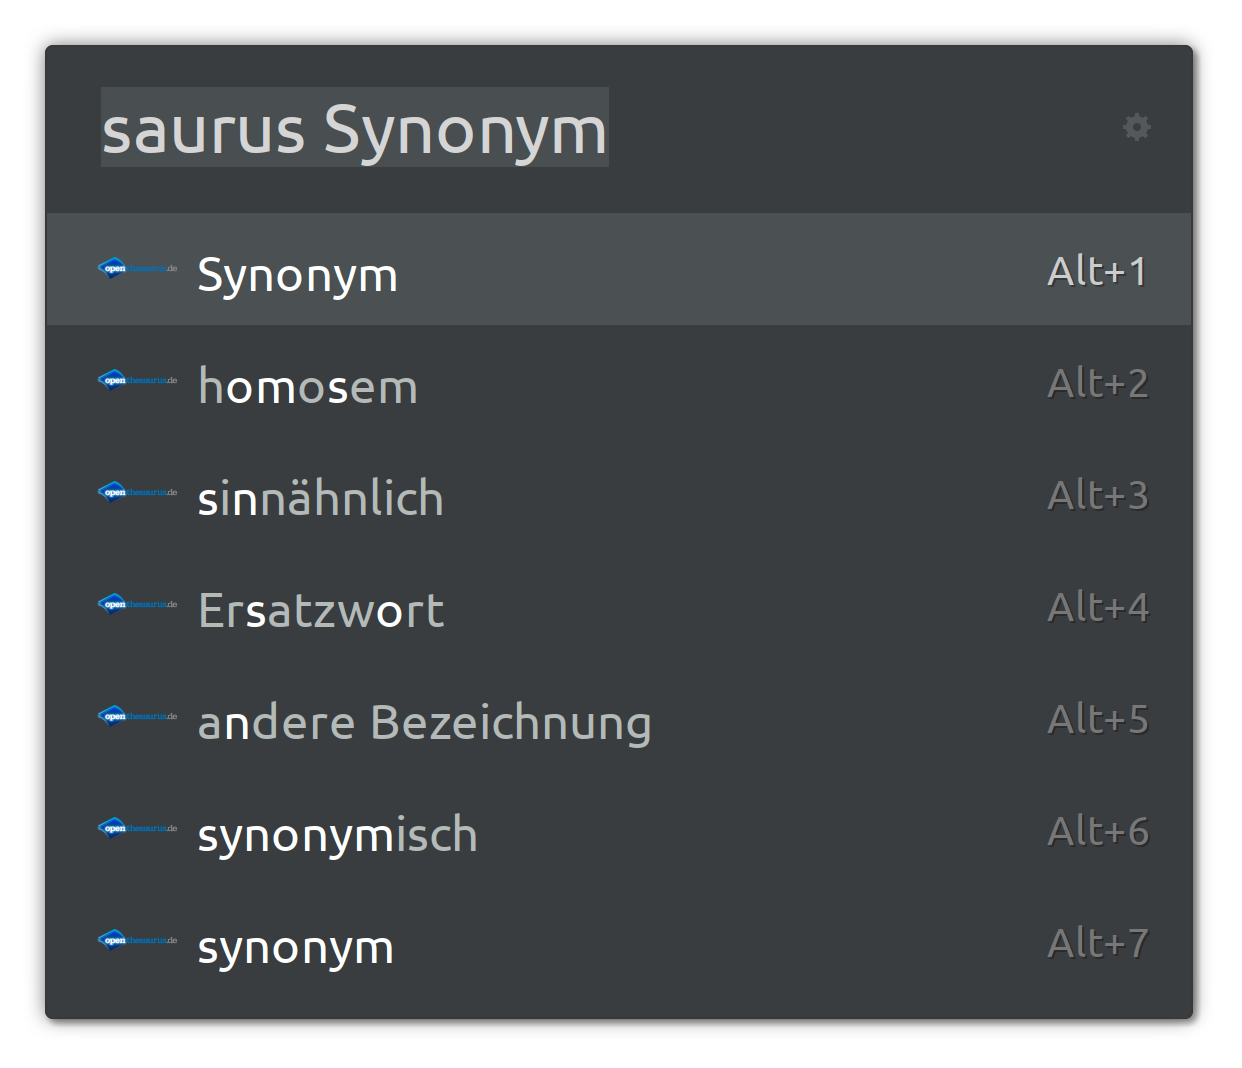 saurus Synonym
openthesaurus.de Synonym Alt+1
openthesaurus.de homosem Alt+2
openthesaurus.de sinnähnlich Alt+3
openthesaurus.de Ersatzwort Alt+4
openthesaurus.de andere Bezeichnung Alt+5
openthesaurus.de synonymisch Alt+6
openthesaurus.de synonym Alt+7